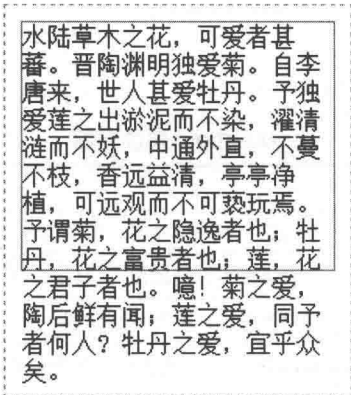 水陆草木之花，可爱者甚
蕃。晋陶渊明独爱菊。自李
唐来，世人甚爱牡丹。予独
爱莲之出淤泥而不染，濯清
涟而不妖，中通外直，不蔓
不枝，香远益清，亭亭净
植，可远观而不可亵玩焉。
予谓菊，花之隐逸者也；牡
丹，花之富贵者也；莲，花
之君子者也。噫！菊之爱，
陶后鲜有闻；莲之爱，同予
者何人？牡丹之爱，宜乎众
矣。